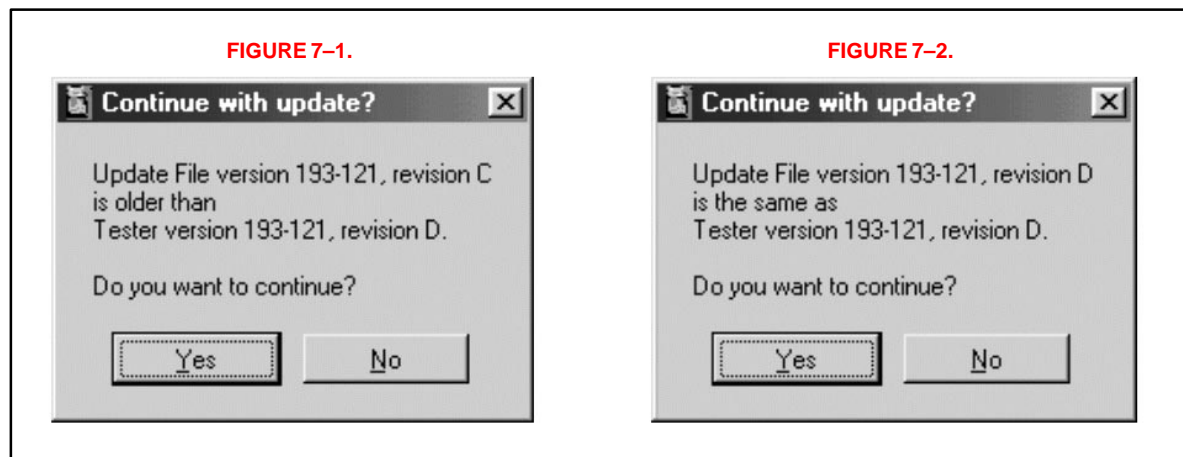 FIGURE 7–1.
Continue with update?
Update File version 193-121, revision C
is older than
Tester version 193-121, revision D.
Do you want to continue?
Yes
No
FIGURE 7–2.
Continue with update?
Update File version 193-121, revision D
is the same as
Tester version 193-121, revision D.
Do you want to continue?
Yes
No